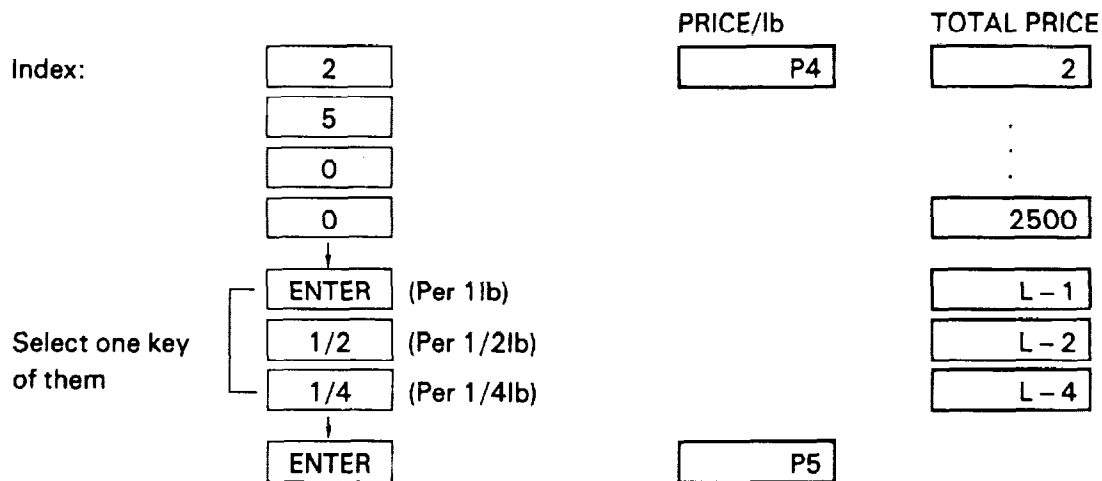 PRICE/lb TOTAL PRICE
Index: 2 P4 2
5
0
0 2500
ENTER (Per 1lb) L – 1
Select one key 1/2 (Per 1/2lb) L – 2
of them 1/4 (Per 1/4lb) L – 4
ENTER P5